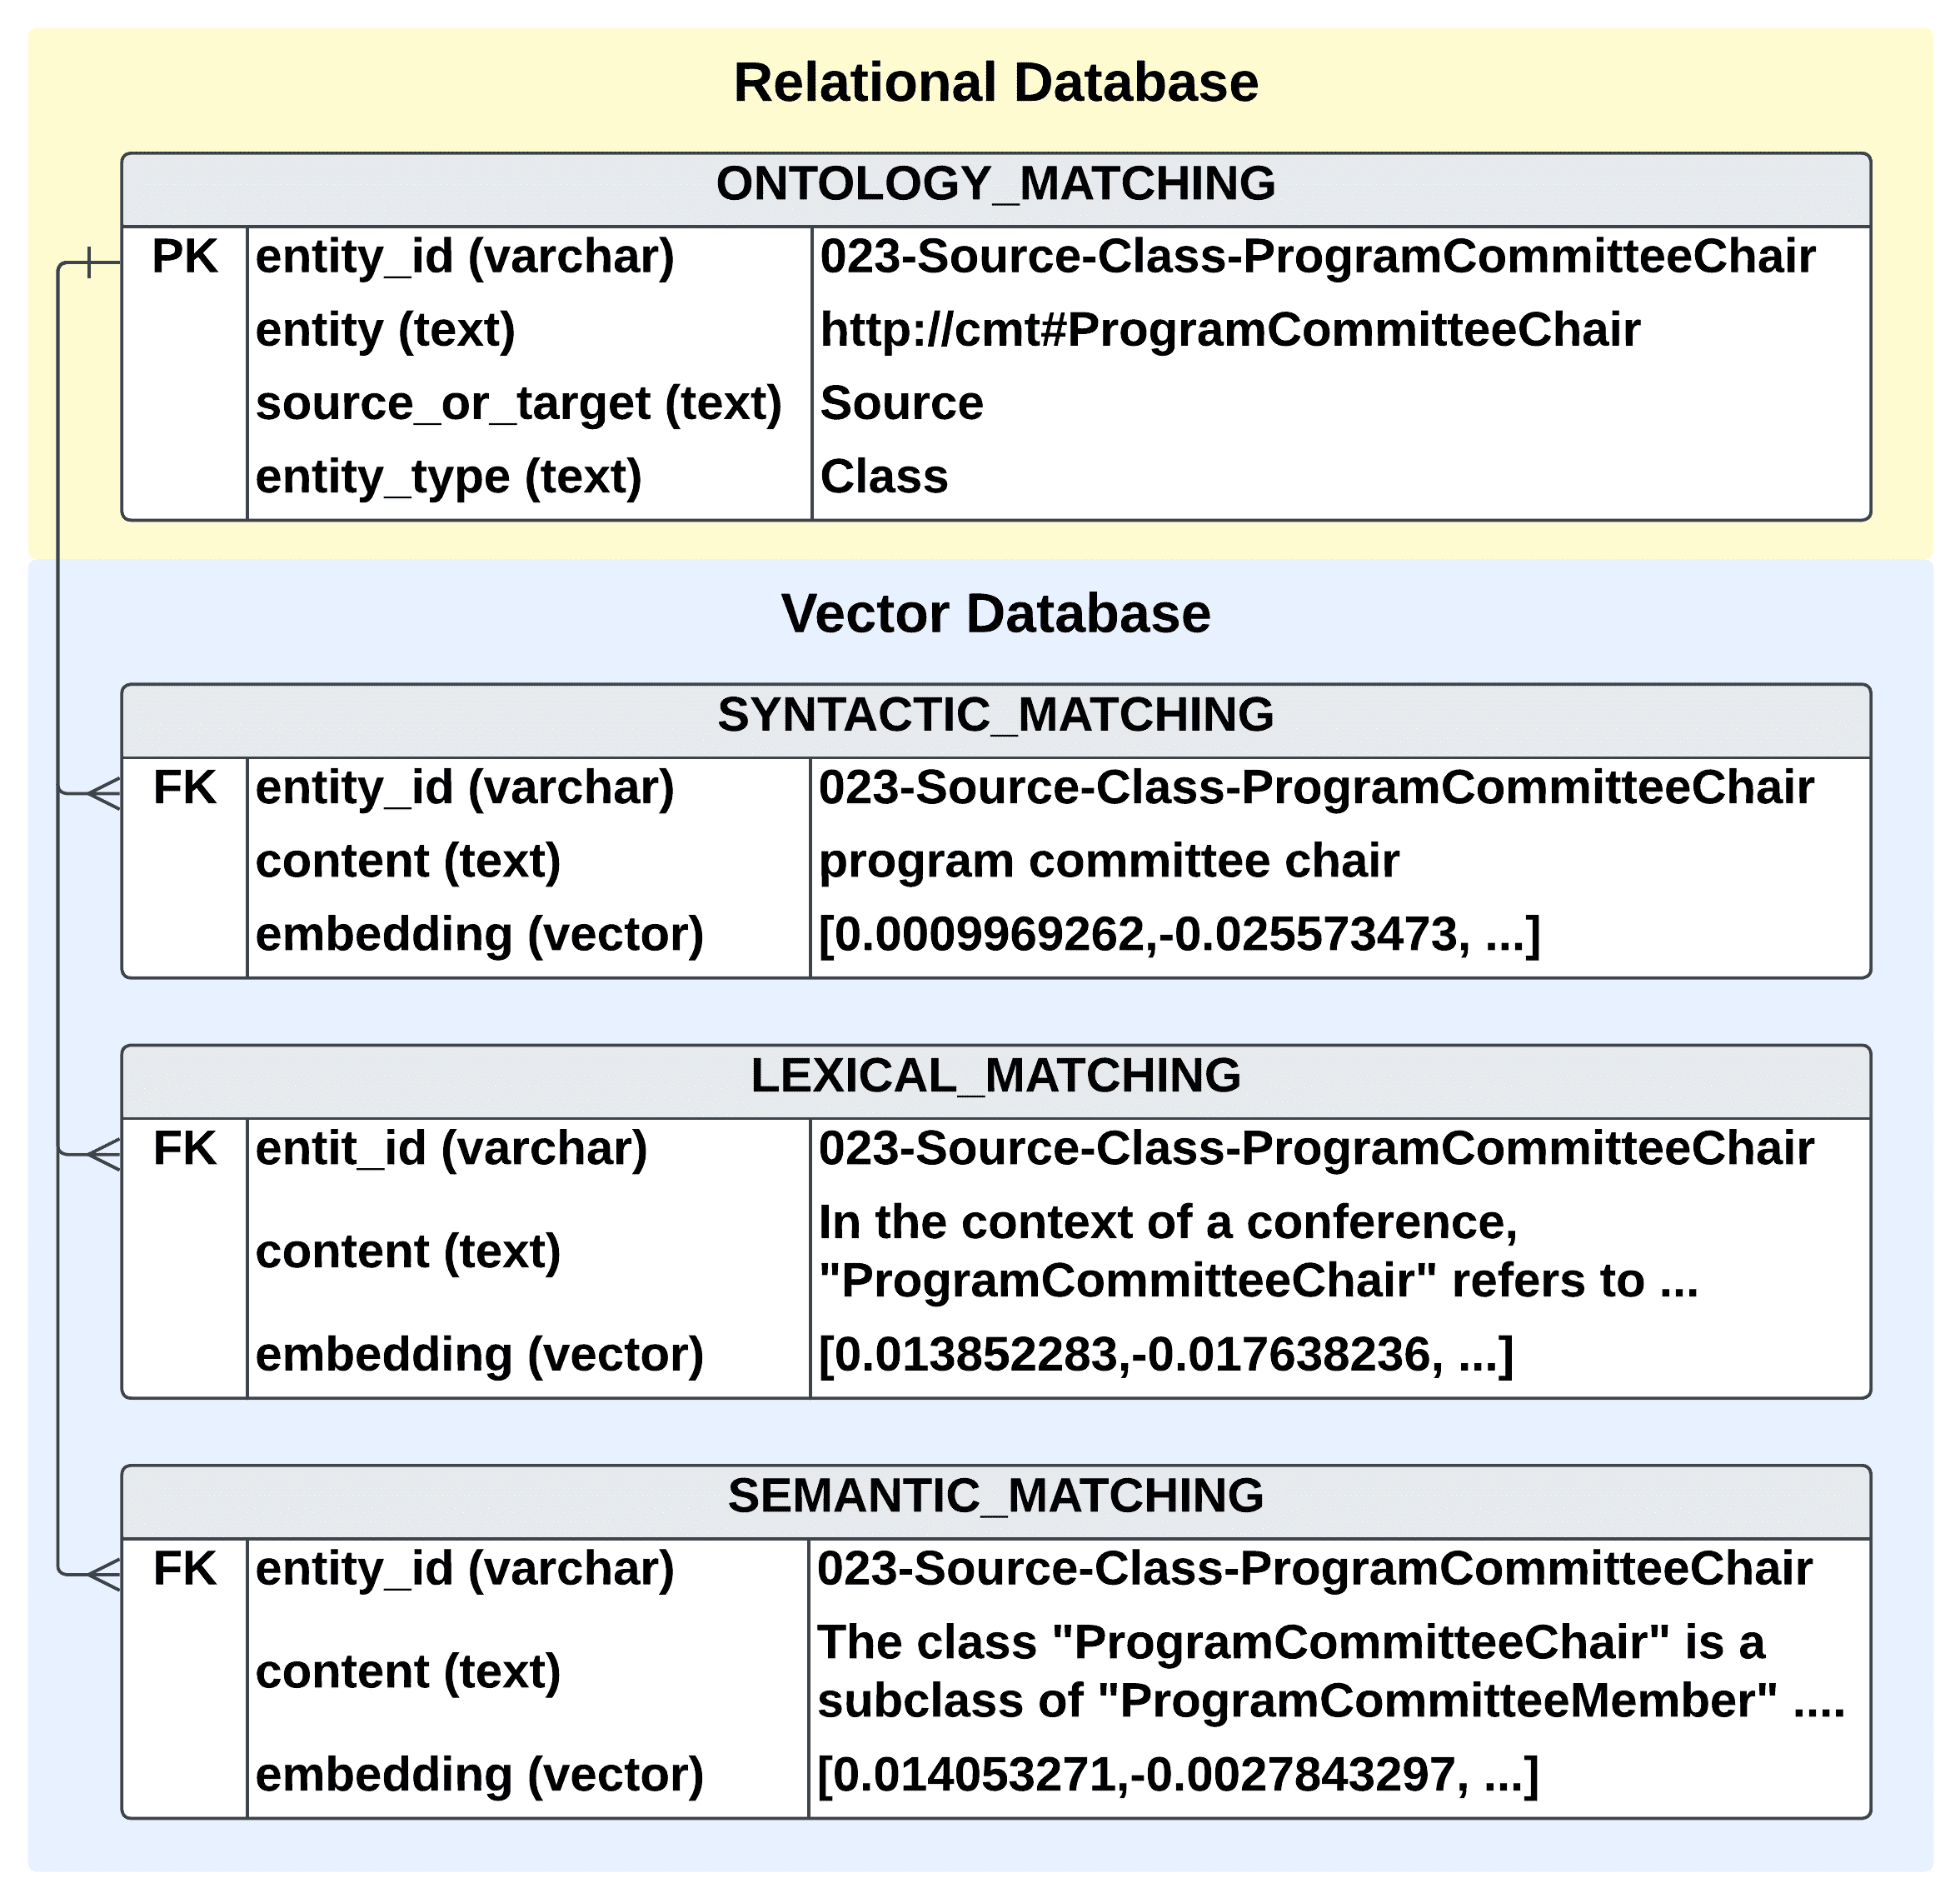 Relational Database
ONTOLOGY_MATCHING
PK entity_id (varchar) 023-Source-Class-ProgramCommitteeChair
entity (text) http://cmt#ProgramCommitteeChair
source_or_target (text) Source
entity_type (text) Class
Vector Database
SYNTACTIC_MATCHING
FK entity_id (varchar) 023-Source-Class-ProgramCommitteeChair
content (text) program committee chair
embedding (vector) [0.0009969262,-0.025573473, ...]
LEXICAL_MATCHING
FK entit_id (varchar) 023-Source-Class-ProgramCommitteeChair
content (text) In the context of a conference,
"ProgramCommitteeChair" refers to ...
embedding (vector) [0.013852283,-0.017638236, ...]
SEMANTIC_MATCHING
FK entity_id (varchar) 023-Source-Class-ProgramCommitteeChair
content (text) The class "ProgramCommitteeChair" is a
subclass of "ProgramCommitteeMember" ....
embedding (vector) [0.014053271,-0.0027843297, ...]